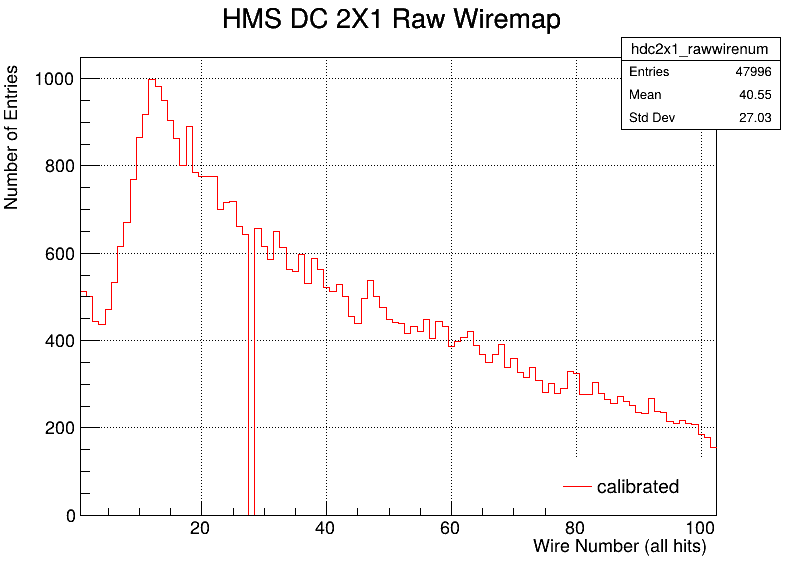 HMS DC 2X1 Raw Wiremap
hdc2x1_rawwirenum
Entries 47996
Mean 40.55
Std Dev 27.03
Number of Entries
1000
800
600
400
200
0
calibrated
20 40 60 80 100
Wire Number (all hits)